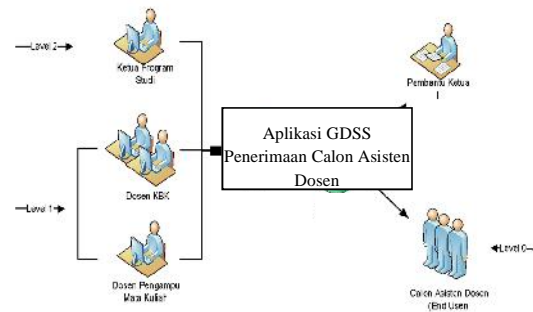 Level 2
Ketua Program
Studi
Pembantu Ketua
I
Aplikasi GDSS
Penerimaan Calon Asisten
Dosen
Dosen KBK
Level 1
Dosen Pengampu
Mata Kuliah
Level 0
Calon Asisten Dosen
(End User)